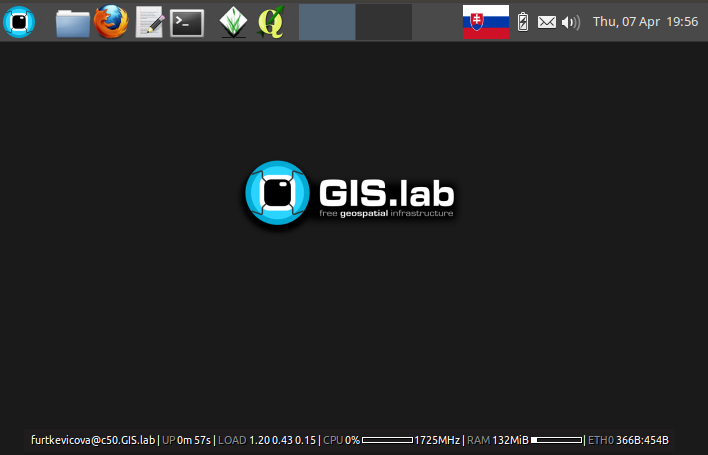 Thu, 07 Apr 19:56
GIS.lab
free geospatial infrastructure
furtkevicova@c50.GIS.lab | UP 0m 57s | LOAD 1.20 0.43 0.15 | CPU 0% 1725MHz | RAM 132MiB | ETH0 366B:454B